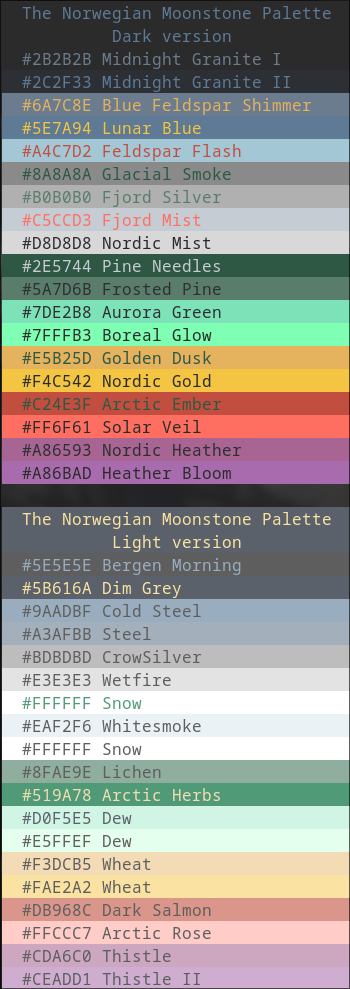 The Norwegian Moonstone Palette
Dark version
#2B2B2B Midnight Granite I
#2C2F33 Midnight Granite II
#6A7C8E Blue Feldspar Shimmer
#5E7A94 Lunar Blue
#A4C7D2 Feldspar Flash
#8A8A8A Glacial Smoke
#B0B0B0 Fjord Silver
#C5CCD3 Fjord Mist
#D8D8D8 Nordic Mist
#2E5744 Pine Needles
#5A7D6B Frosted Pine
#7DE2B8 Aurora Green
#7FFFB3 Boreal Glow
#E5B25D Golden Dusk
#F4C542 Nordic Gold
#C24E3F Arctic Ember
#FF6F61 Solar Veil
#A86593 Nordic Heather
#A86BAD Heather Bloom
The Norwegian Moonstone Palette
Light version
#5E5E5E Bergen Morning
#5B616A Dim Grey
#9AADBF Cold Steel
#A3AFBB Steel
#BDBDBD CrowSilver
#E3E3E3 Wetfire
#FFFFFF Snow
#EAF2F6 Whitesmoke
#FFFFFF Snow
#8FAE9E Lichen
#519A78 Arctic Herbs
#D0F5E5 Dew
#E5FFEF Dew
#F3DCB5 Wheat
#FAE2A2 Wheat
#DB968C Dark Salmon
#FFCCC7 Arctic Rose
#CDA6C0 Thistle
#CEADD1 Thistle II